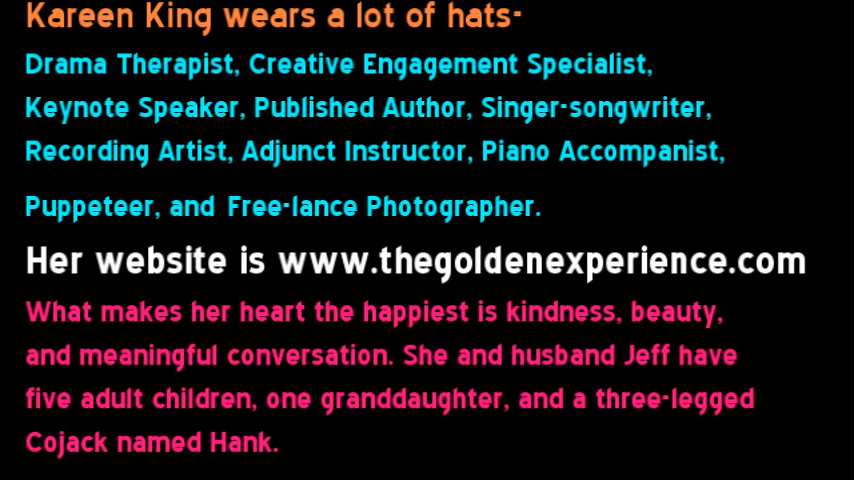 Kareen King wears a lot of hats-
Drama Therapist, Creative Engagement Specialist,
Keynote Speaker, Published Author, Singer-songwriter,
Recording Artist, Adjunct Instructor, Piano Accompanist,
Puppeteer, and Free-lance Photographer.
Her website is www.thegoldenexperience.com
What makes her heart the happiest is kindness, beauty,
and meaningful conversation. She and husband Jeff have
five adult children, one granddaughter, and a three-legged
Cojack named Hank.